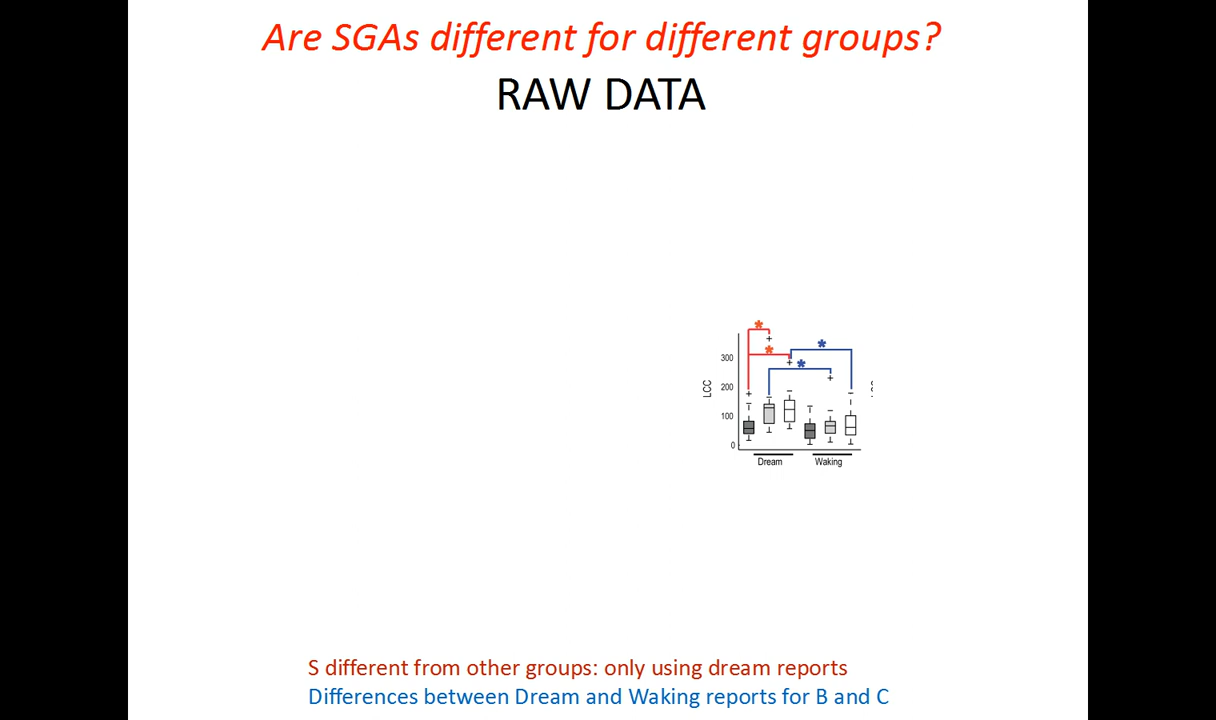 Are SGAs different for different groups?
RAW DATA
*
*
*
*
300
200
100
0
LCC
Dream
Waking
S different from other groups: only using dream reports
Differences between Dream and Waking reports for B and C